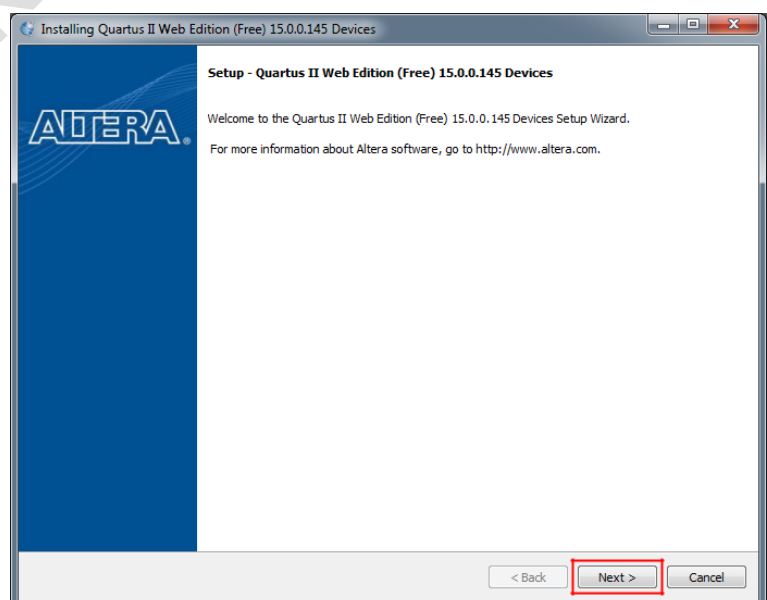 Installing Quartus II Web Edition (Free) 15.0.0.145 Devices
Setup - Quartus II Web Edition (Free) 15.0.0.145 Devices
ALTERA®
Welcome to the Quartus II Web Edition (Free) 15.0.0.145 Devices Setup Wizard.
For more information about Altera software, go to http://www.altera.com.
< Back Next > Cancel